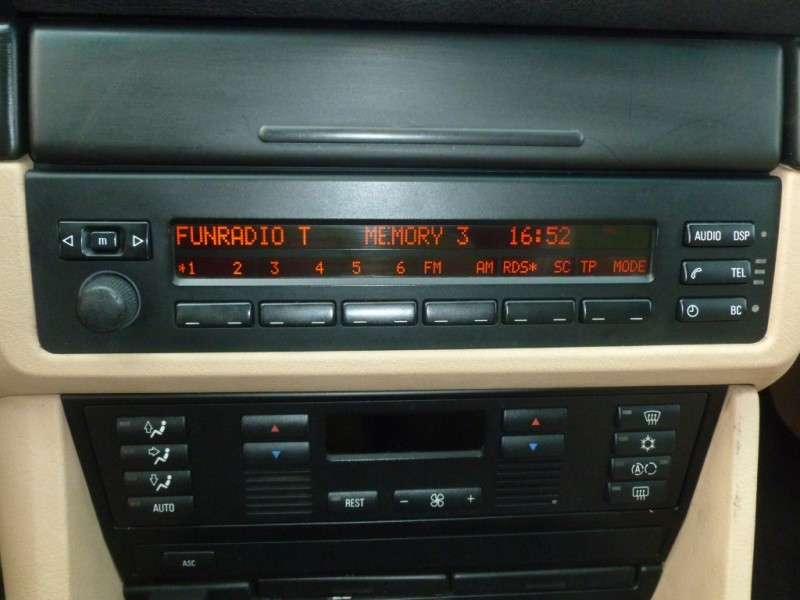 FUNRADIO T MEMORY 3 16:52
*1 2 3 4 5 6 FM AM RDS* SC TP MODE
m
AUDIO DSP
TEL
BC
AUTO
REST
- +
A
ASC